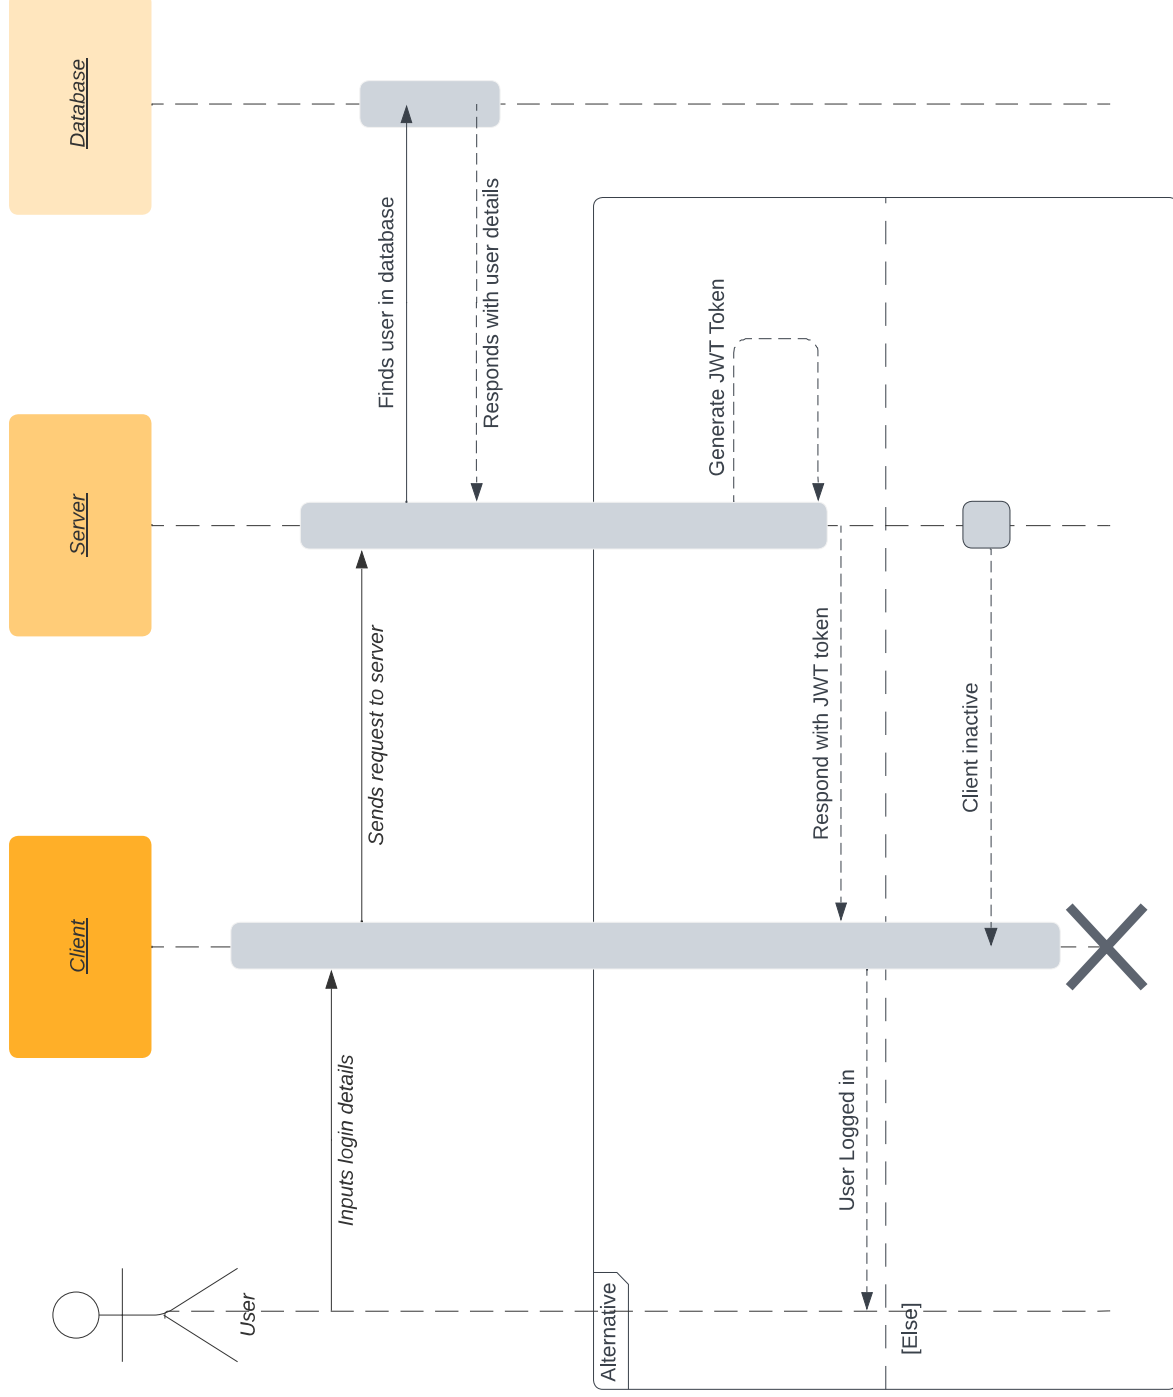 User
Client
Server
Database
Inputs login details
Sends request to server
Finds user in database
Responds with user details
Alternative
Generate JWT Token
Respond with JWT token
User Logged in
[Else]
Client inactive